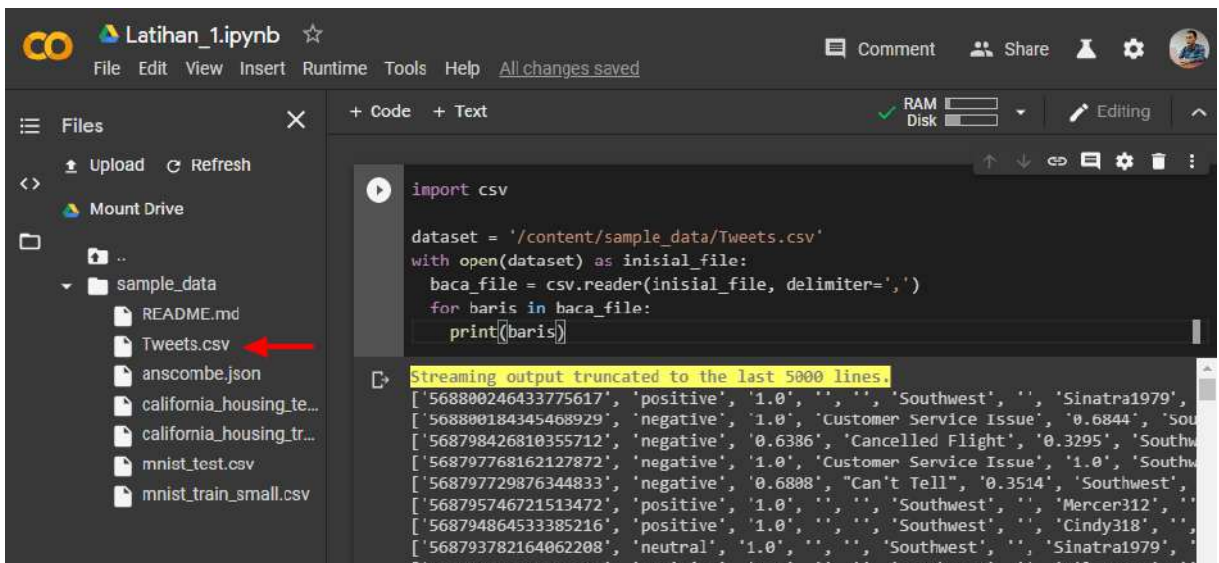 CO
Latihan_1.ipynb
File Edit View Insert Runtime Tools Help All changes saved
Comment Share
Files
Upload Refresh
Mount Drive
..
sample_data
README.md
Tweets.csv
anscombe.json
california_housing_te...
california_housing_tr...
mnist_test.csv
mnist_train_small.csv
+ Code + Text
RAM
Disk
Editing
import csv
dataset = '/content/sample_data/Tweets.csv'
with open(dataset) as inisial_file:
baca_file = csv.reader(inisial_file, delimiter=',')
for baris in baca_file:
print(baris)
Streaming output truncated to the last 5000 lines.
['568800246433775617', 'positive', '1.0', '', '', 'Southwest', '', 'Sinatra1979',
['568800184345468929', 'negative', '1.0', 'Customer Service Issue', '0.6844', 'Sou
['568798426810355712', 'negative', '0.6386', 'Cancelled Flight', '0.3295', 'Southw
['568797768162127872', 'negative', '1.0', 'Customer Service Issue', '1.0', 'Southw
['568797729876344833', 'negative', '0.6808', "Can't Tell", '0.3514', 'Southwest',
['568795746721513472', 'positive', '1.0', '', '', 'Southwest', '', 'Mercer312', ''
['568794864533385216', 'positive', '1.0', '', '', 'Southwest', '', 'Cindy318', '',
['568793782164062208', 'neutral', '1.0', '', '', 'Southwest', '', 'Sinatra1979', '